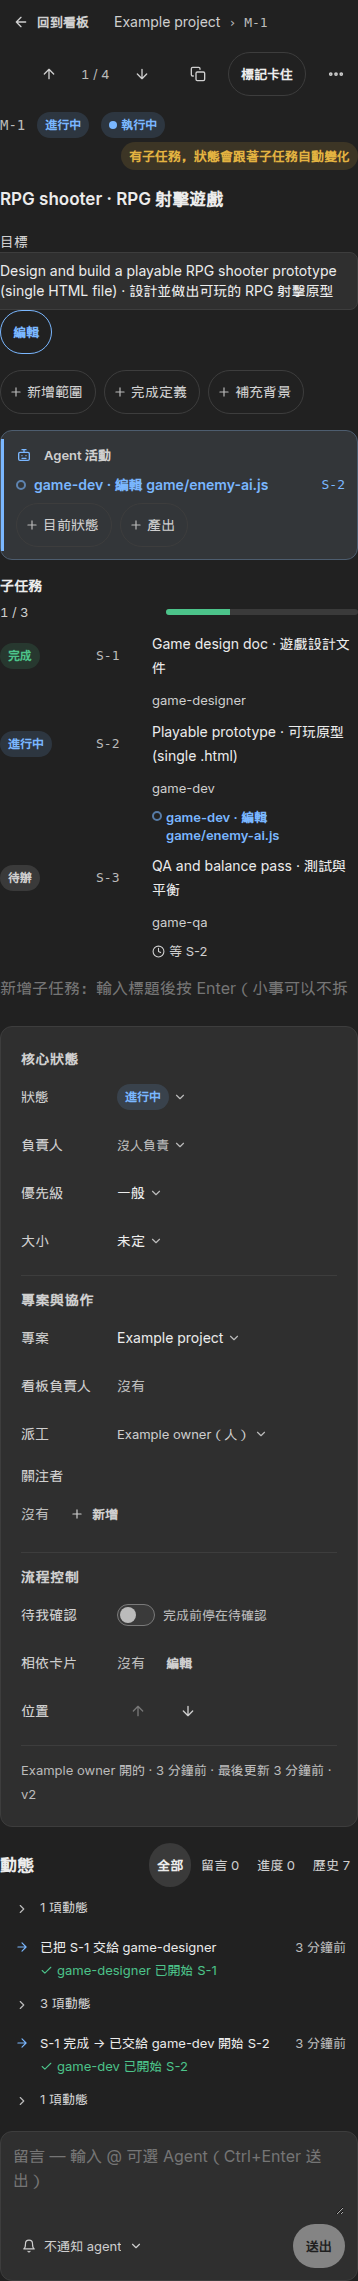 回到看板 Example project › M-1
1 / 4 標記卡住
M-1 進行中 執行中
有子任務，狀態會跟著子任務自動變化
RPG shooter · RPG 射擊遊戲
目標
Design and build a playable RPG shooter prototype
(single HTML file) · 設計並做出可玩的 RPG 射擊原型
編輯
新增範圍 完成定義 補充背景
Agent 活動
game-dev · 編輯 game/enemy-ai.js S-2
目前狀態 產出
子任務
1 / 3
完成 S-1 Game design doc · 遊戲設計文
件
game-designer
進行中 S-2 Playable prototype · 可玩原型
(single .html)
game-dev
game-dev · 編輯
game/enemy-ai.js
待辦 S-3 QA and balance pass · 測試與
平衡
game-qa
等 S-2
新增子任務：輸入標題後按 Enter（小事可以不拆
核心狀態
狀態 進行中
負責人 沒人負責
優先級 一般
大小 未定
專案與協作
專案 Example project
看板負責人 沒有
派工 Example owner（人）
關注者
沒有 新增
流程控制
待我確認 完成前停在待確認
相依卡片 沒有 編輯
位置
Example owner 開的 · 3 分鐘前 · 最後更新 3 分鐘前 ·
v2
動態 全部 留言 0 進度 0 歷史 7
1 項動態
已把 S-1 交給 game-designer 3 分鐘前
game-designer 已開始 S-1
3 項動態
S-1 完成 → 已交給 game-dev 開始 S-2 3 分鐘前
game-dev 已開始 S-2
1 項動態
留言 — 輸入 @ 可選 Agent（Ctrl+Enter 送
出）
不通知 agent 送出